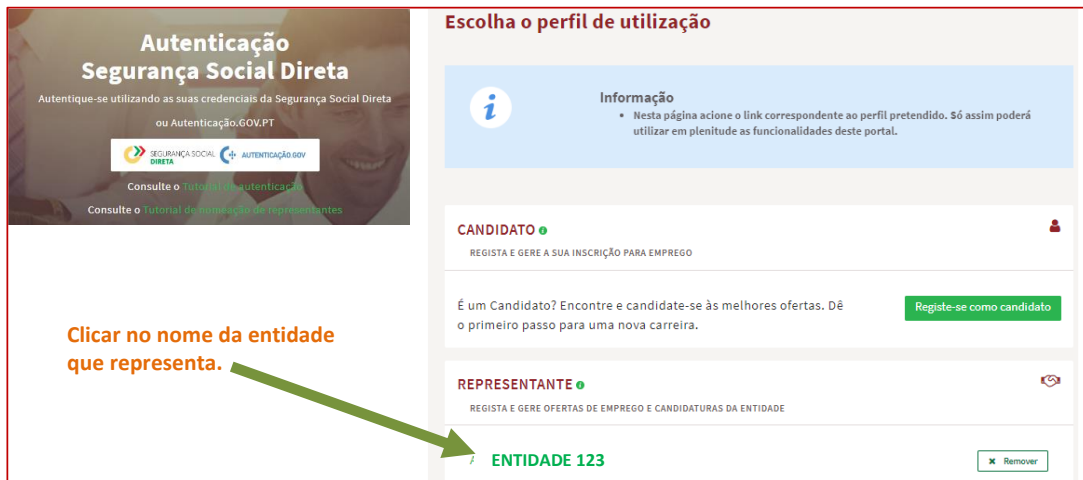 Autenticação
Segurança Social Direta
Autentique-se utilizando as suas credenciais da Segurança Social Direta
ou Autenticação.GOV.PT
SEGURANÇA SOCIAL
DIRETA
AUTENTICAÇÃO.GOV
Consulte o Tutorial de autenticação
Consulte o Tutorial de nomeação de representantes
Clicar no nome da entidade
que representa.
Escolha o perfil de utilização
Informação
• Nesta página acione o link correspondente ao perfil pretendido. Só assim poderá
utilizar em plenitude as funcionalidades deste portal.
CANDIDATO
REGISTA E GERE A SUA INSCRIÇÃO PARA EMPREGO
É um Candidato? Encontre e candidate-se às melhores ofertas. Dê
o primeiro passo para uma nova carreira.
Registe-se como candidato
REPRESENTANTE
REGISTA E GERE OFERTAS DE EMPREGO E CANDIDATURAS DA ENTIDADE
ENTIDADE 123
Remover